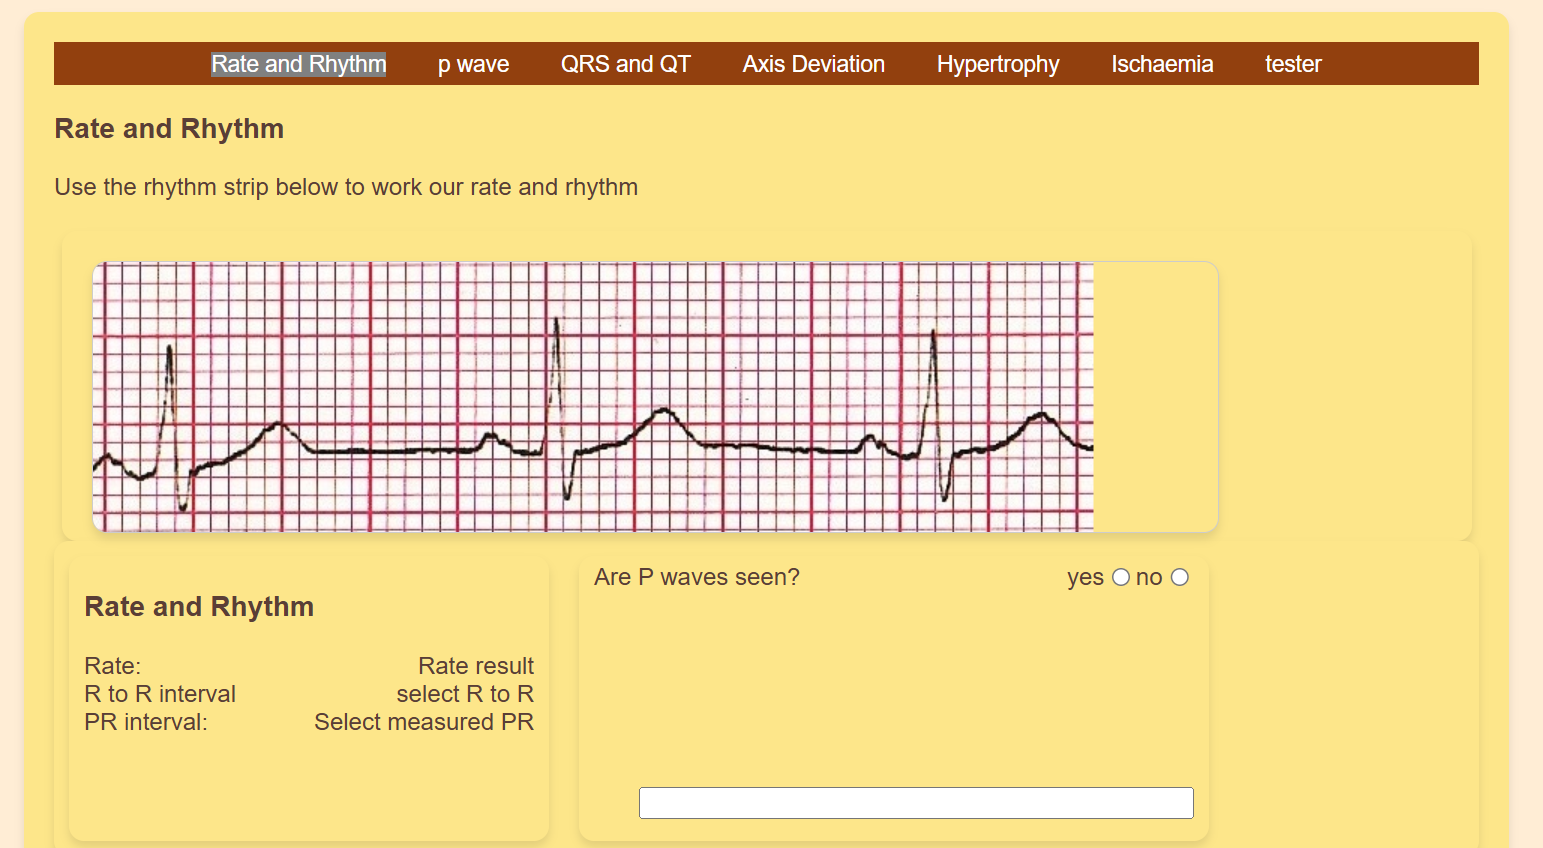 Rate and Rhythm p wave QRS and QT Axis Deviation Hypertrophy Ischaemia tester
Rate and Rhythm
Use the rhythm strip below to work our rate and rhythm
Are P waves seen? yes no
Rate and Rhythm
Rate: Rate result
R to R interval select R to R
PR interval: Select measured PR